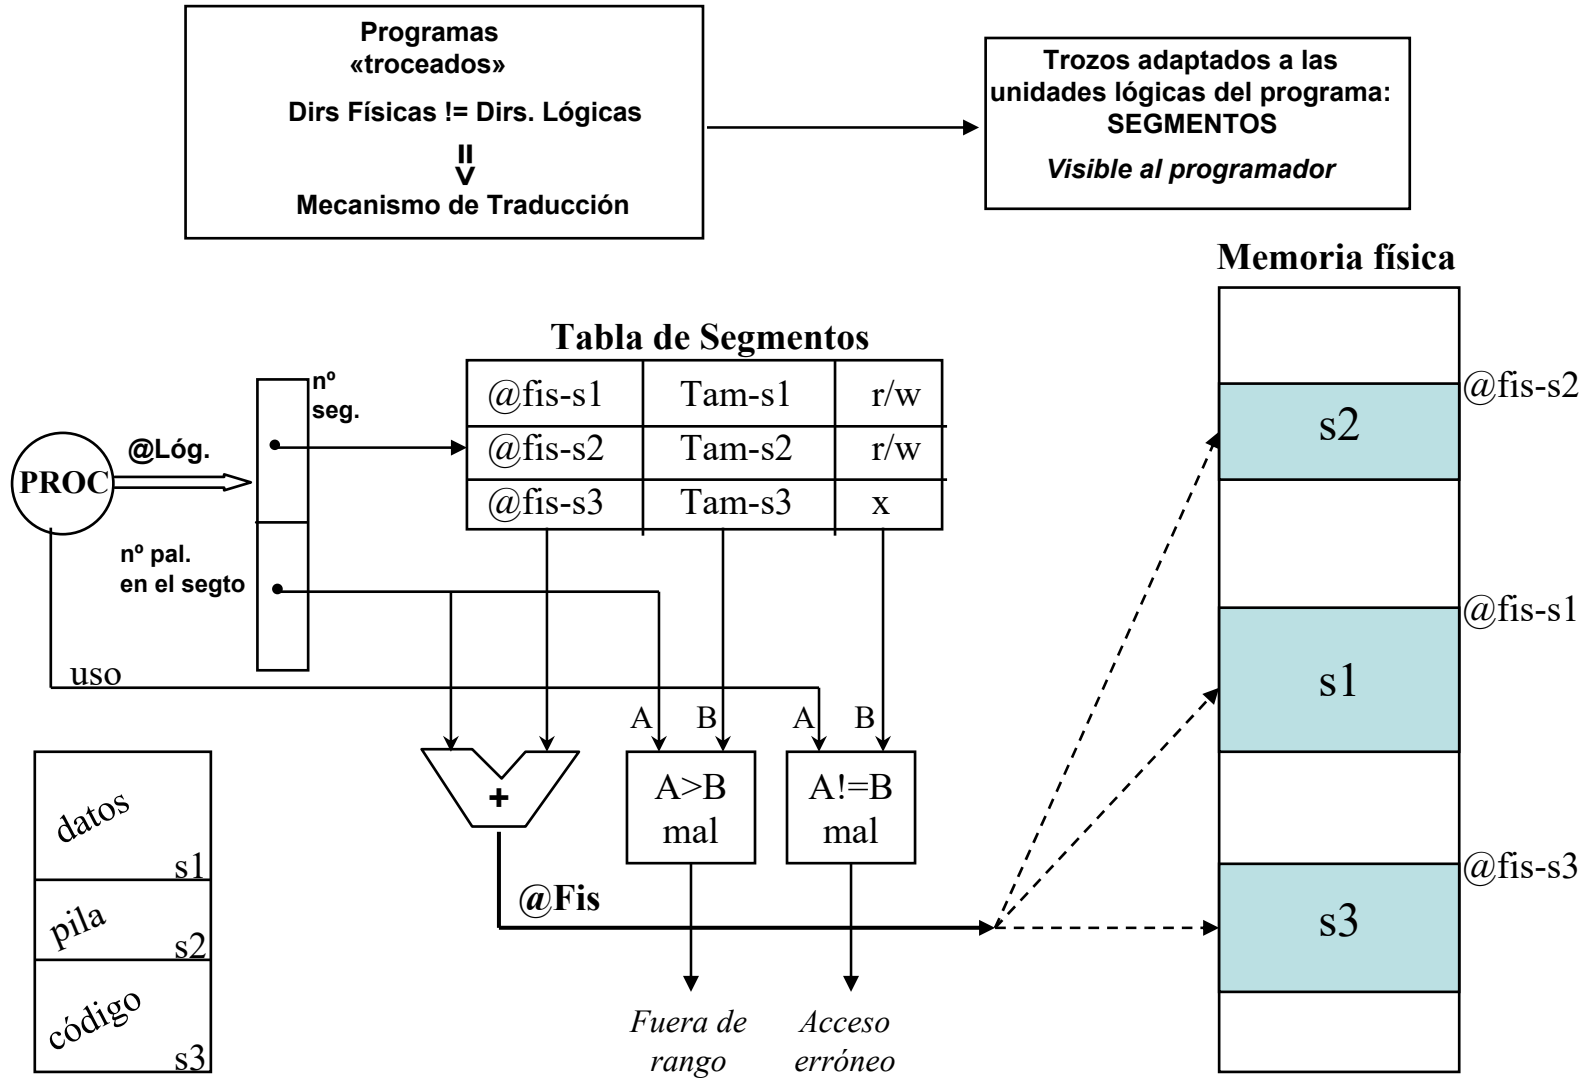 Programas
«troceados»
Dirs Físicas != Dirs. Lógicas
=>
Mecanismo de Traducción
Trozos adaptados a las
unidades lógicas del programa:
SEGMENTOS
Visible al programador
Memoria física
Tabla de Segmentos
@fis-s1 Tam-s1 r/w
@fis-s2 Tam-s2 r/w
@fis-s3 Tam-s3 x
nº
seg.
@Lóg.
PROC
nº pal.
en el segto
uso
A B A B
+
A>B
mal
A!=B
mal
@Fis
Fuera de
rango
Acceso
erróneo
datos
s1
pila
s2
código
s3
@fis-s2
s2
@fis-s1
s1
@fis-s3
s3